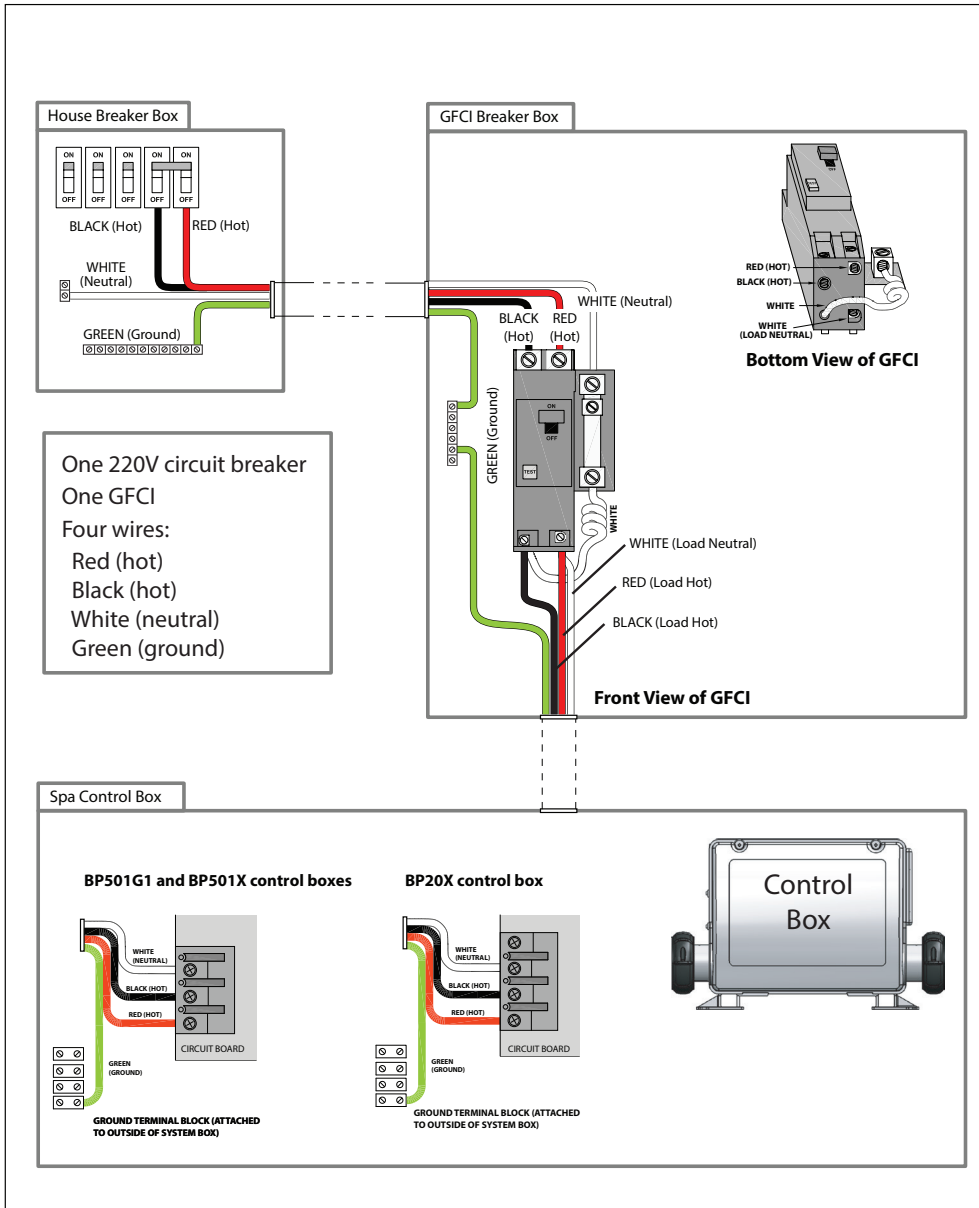 House Breaker Box
ON ON ON ON ON
OFF OFF OFF OFF OFF
BLACK (Hot)
RED (Hot)
WHITE
(Neutral)
GREEN (Ground)
One 220V circuit breaker
One GFCI
Four wires:
Red (hot)
Black (hot)
White (neutral)
Green (ground)
GFCI Breaker Box
WHITE (Neutral)
BLACK
(Hot)
RED
(Hot)
GREEN (Ground)
ON
OFF
TEST
WHITE
WHITE (Load Neutral)
RED (Load Hot)
BLACK (Load Hot)
Front View of GFCI
RED (HOT)
BLACK (HOT)
WHITE
WHITE
(LOAD NEUTRAL)
Bottom View of GFCI
Spa Control Box
BP501G1 and BP501X control boxes
WHITE
(NEUTRAL)
BLACK (HOT)
RED (HOT)
CIRCUIT BOARD
GREEN
(GROUND)
GROUND TERMINAL BLOCK (ATTACHED
TO OUTSIDE OF SYSTEM BOX)
BP20X control box
WHITE
(NEUTRAL)
BLACK (HOT)
RED (HOT)
CIRCUIT BOARD
GREEN
(GROUND)
GROUND TERMINAL BLOCK (ATTACHED
TO OUTSIDE OF SYSTEM BOX)
Control
Box